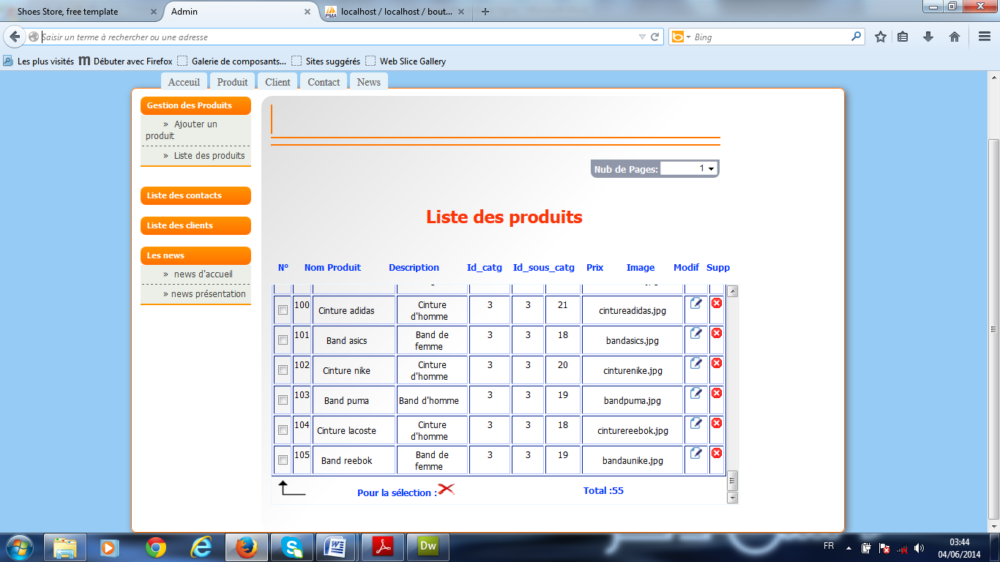 Shoes Store, free template
Admin
localhost / localhost / bout...
PMA
Saisir un terme à rechercher ou une adresse
Bing
Les plus visités
Débuter avec Firefox
Galerie de composants...
Sites suggérés
Web Slice Gallery
Acceuil
Produit
Client
Contact
News
Gestion des Produits
» Ajouter un
produit
» Liste des produits
Liste des contacts
Liste des clients
Les news
» news d'accueil
» news présentation
Nub de Pages: 1
Liste des produits
N° Nom Produit Description Id_catg Id_sous_catg Prix Image Modif Supp
100 Cinture adidas Cinture d'homme 3 3 21 cintureadidas.jpg
101 Band asics Band de femme 3 3 18 bandasics.jpg
102 Cinture nike Cinture d'homme 3 3 20 cinturenike.jpg
103 Band puma Band d'homme 3 3 19 bandpuma.jpg
104 Cinture lacoste Cinture d'homme 3 3 18 cinturereebok.jpg
105 Band reebok Band de femme 3 3 19 bandaunike.jpg
Pour la sélection :
Total :55
Dw
FR
03:44
04/06/2014